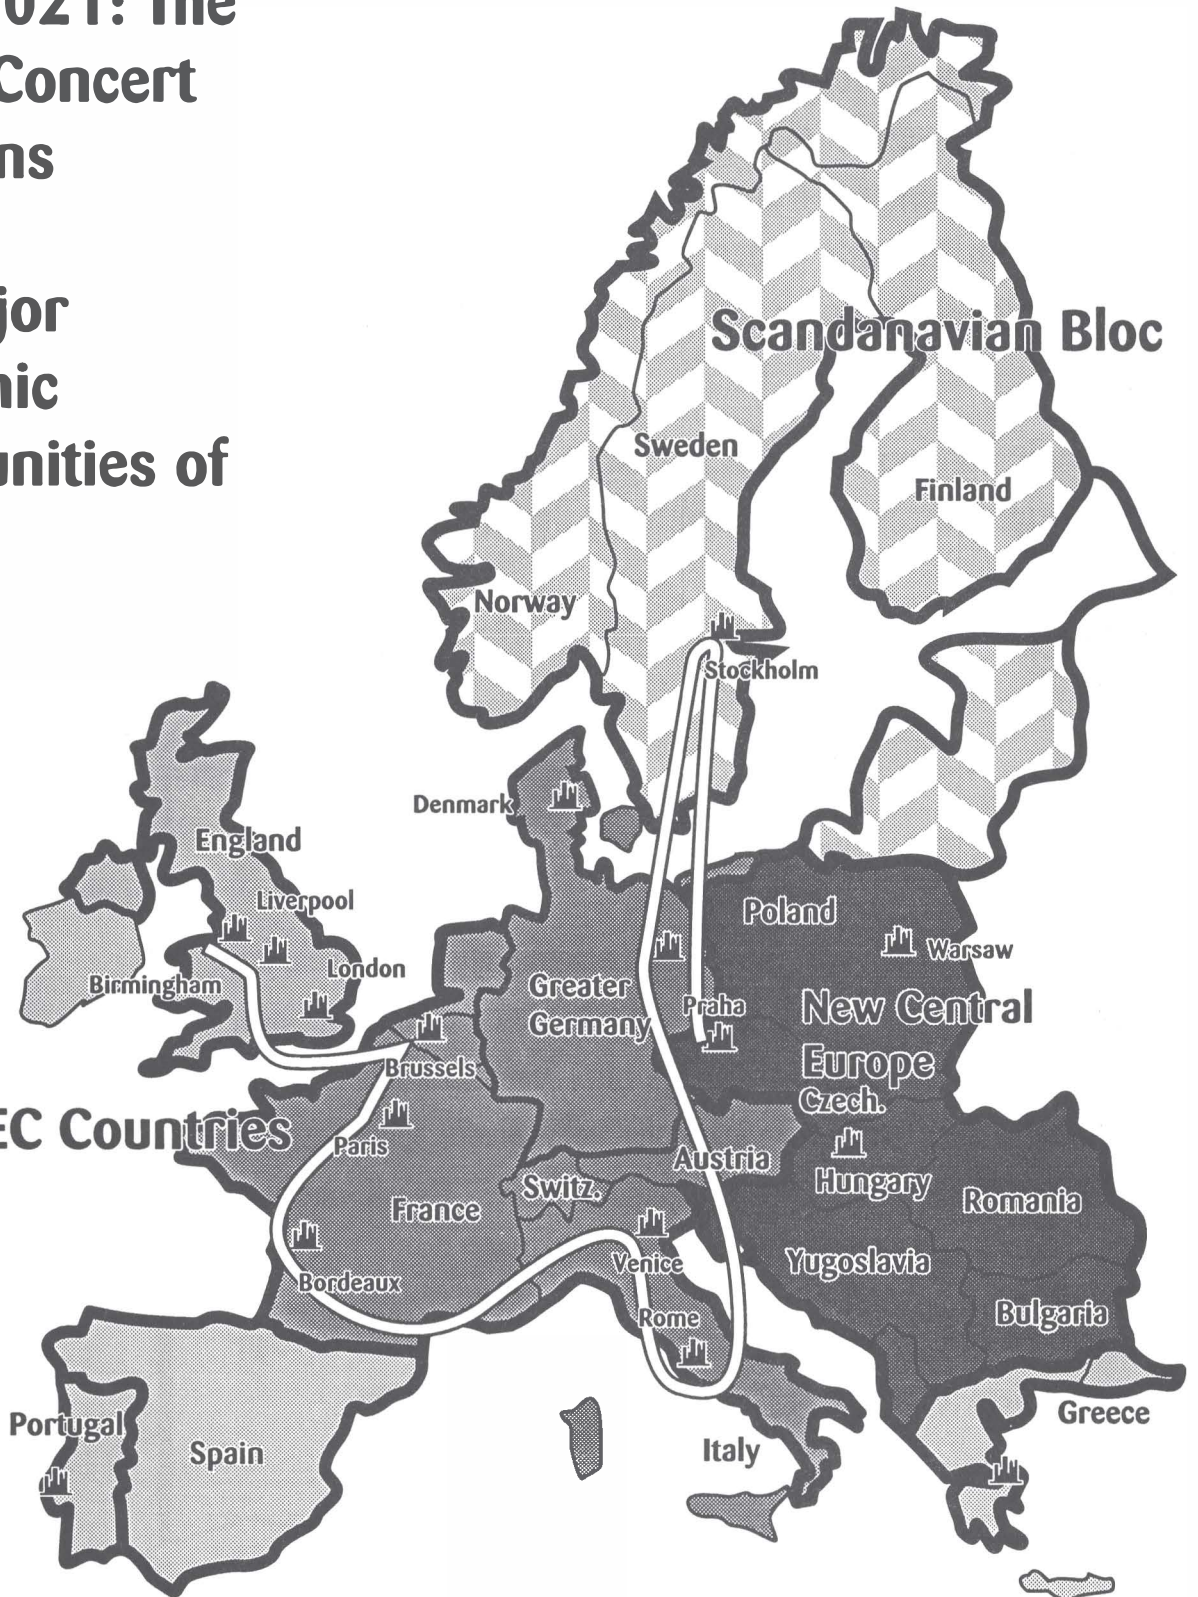 021: The
Concert
ns
jor
nic
unities of
Scandanavian Bloc
Sweden
Finland
Norway
Stockholm
Denmark
England
Liverpool
Poland
Warsaw
London
Birmingham
Greater
Germany
Praha
New Central
Europe
Brussels
Czech.
EC Countries
Paris
Austria
Switz.
Hungary
France
Romania
Venice
Yugoslavia
Bordeaux
Rome
Bulgaria
Portugal
Greece
Spain
Italy